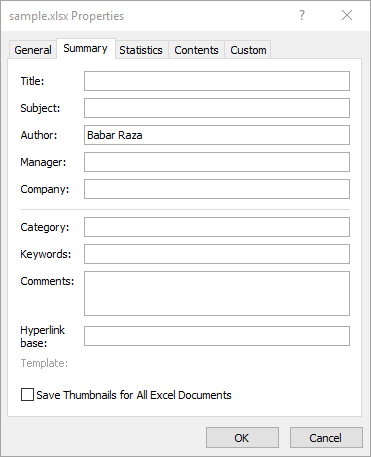 sample.xlsx Properties ?
General Summary Statistics Contents Custom
Title:
Subject:
Author: Babar Raza
Manager:
Company:
Category:
Keywords:
Comments:
Hyperlink
base:
Template:
Save Thumbnails for All Excel Documents
OK Cancel